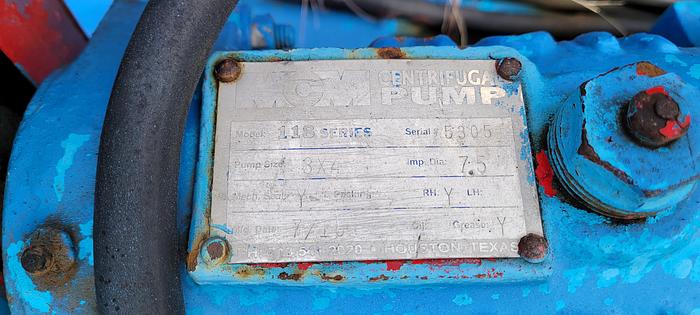 MCM CENTRIFUGAL PUMP
Model: 118 SERIES Serial # 5305
Pump Size: 3X4 Imp. Dia: 7.5
Mech. Seal: Y Packing: RH: Y LH:
Date: 7/10 Oil: Grease: Y
HOUSTON, TEXAS